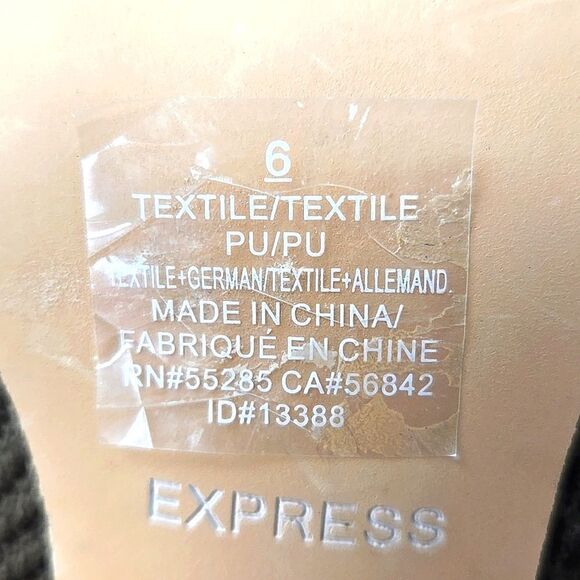 6
TEXTILE/TEXTILE
PU/PU
TEXTILE+GERMAN/TEXTILE+ALLEMAND.
MADE IN CHINA/
FABRIQUÉ EN CHINE
RN#55285 CA#56842
ID#13388
EXPRESS